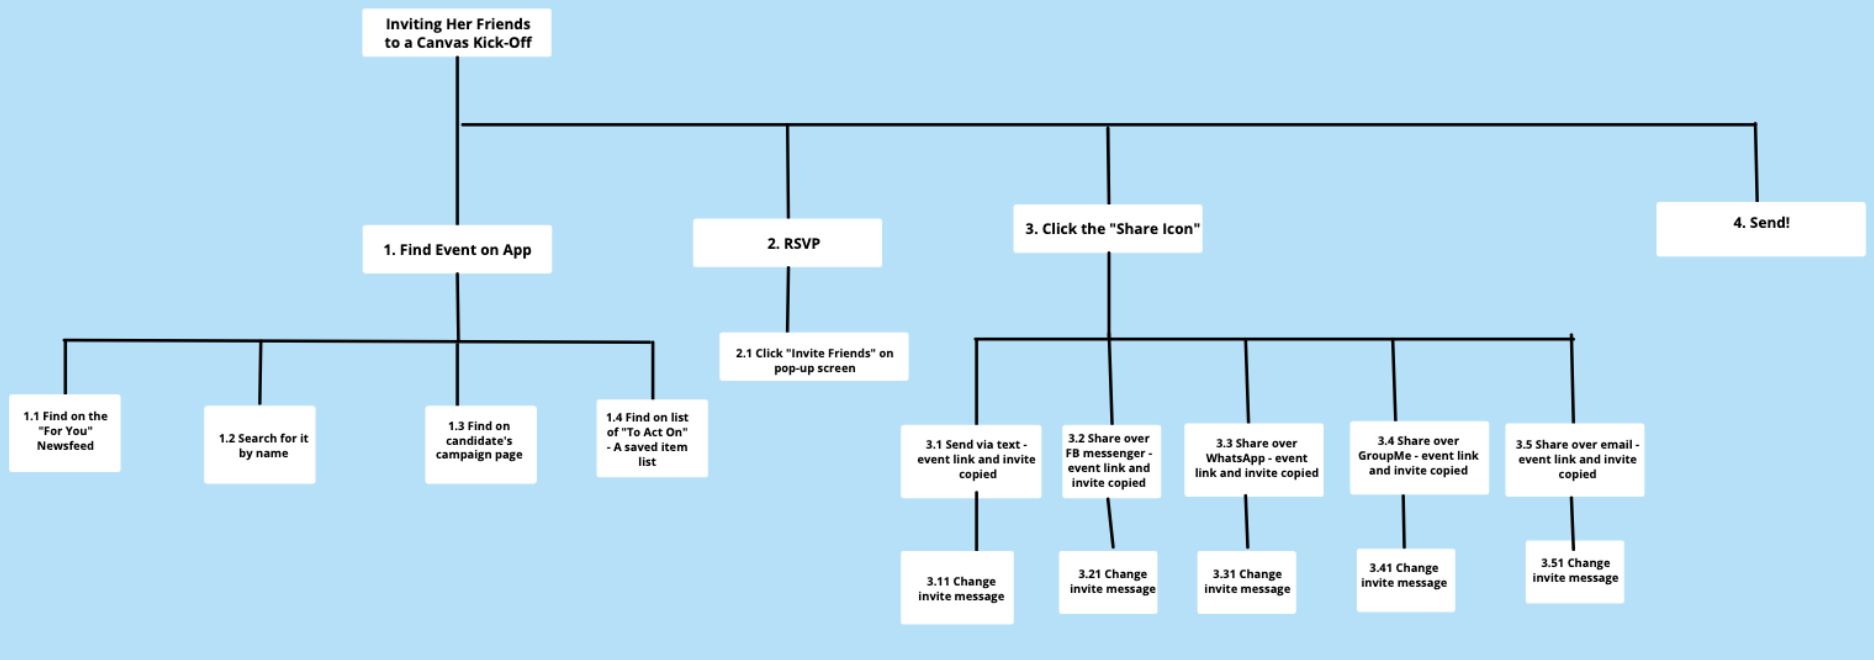 Inviting Her Friends
to a Canvas Kick-Off
1. Find Event on App
2. RSVP
3. Click the "Share Icon"
4. Send!
2.1 Click "Invite Friends" on
pop-up screen
1.1 Find on the
"For You"
Newsfeed
1.2 Search for it
by name
1.3 Find on
candidate's
campaign page
1.4 Find on list
of "To Act On"
- A saved item
list
3.1 Send via text -
event link and invite
copied
3.2 Share over
FB messenger -
event link and
invite copied
3.3 Share over
WhatsApp - event
link and invite copied
3.4 Share over
GroupMe - event link
and invite copied
3.5 Share over email -
event link and invite
copied
3.11 Change
invite message
3.21 Change
invite message
3.31 Change
invite message
3.41 Change
invite message
3.51 Change
invite message